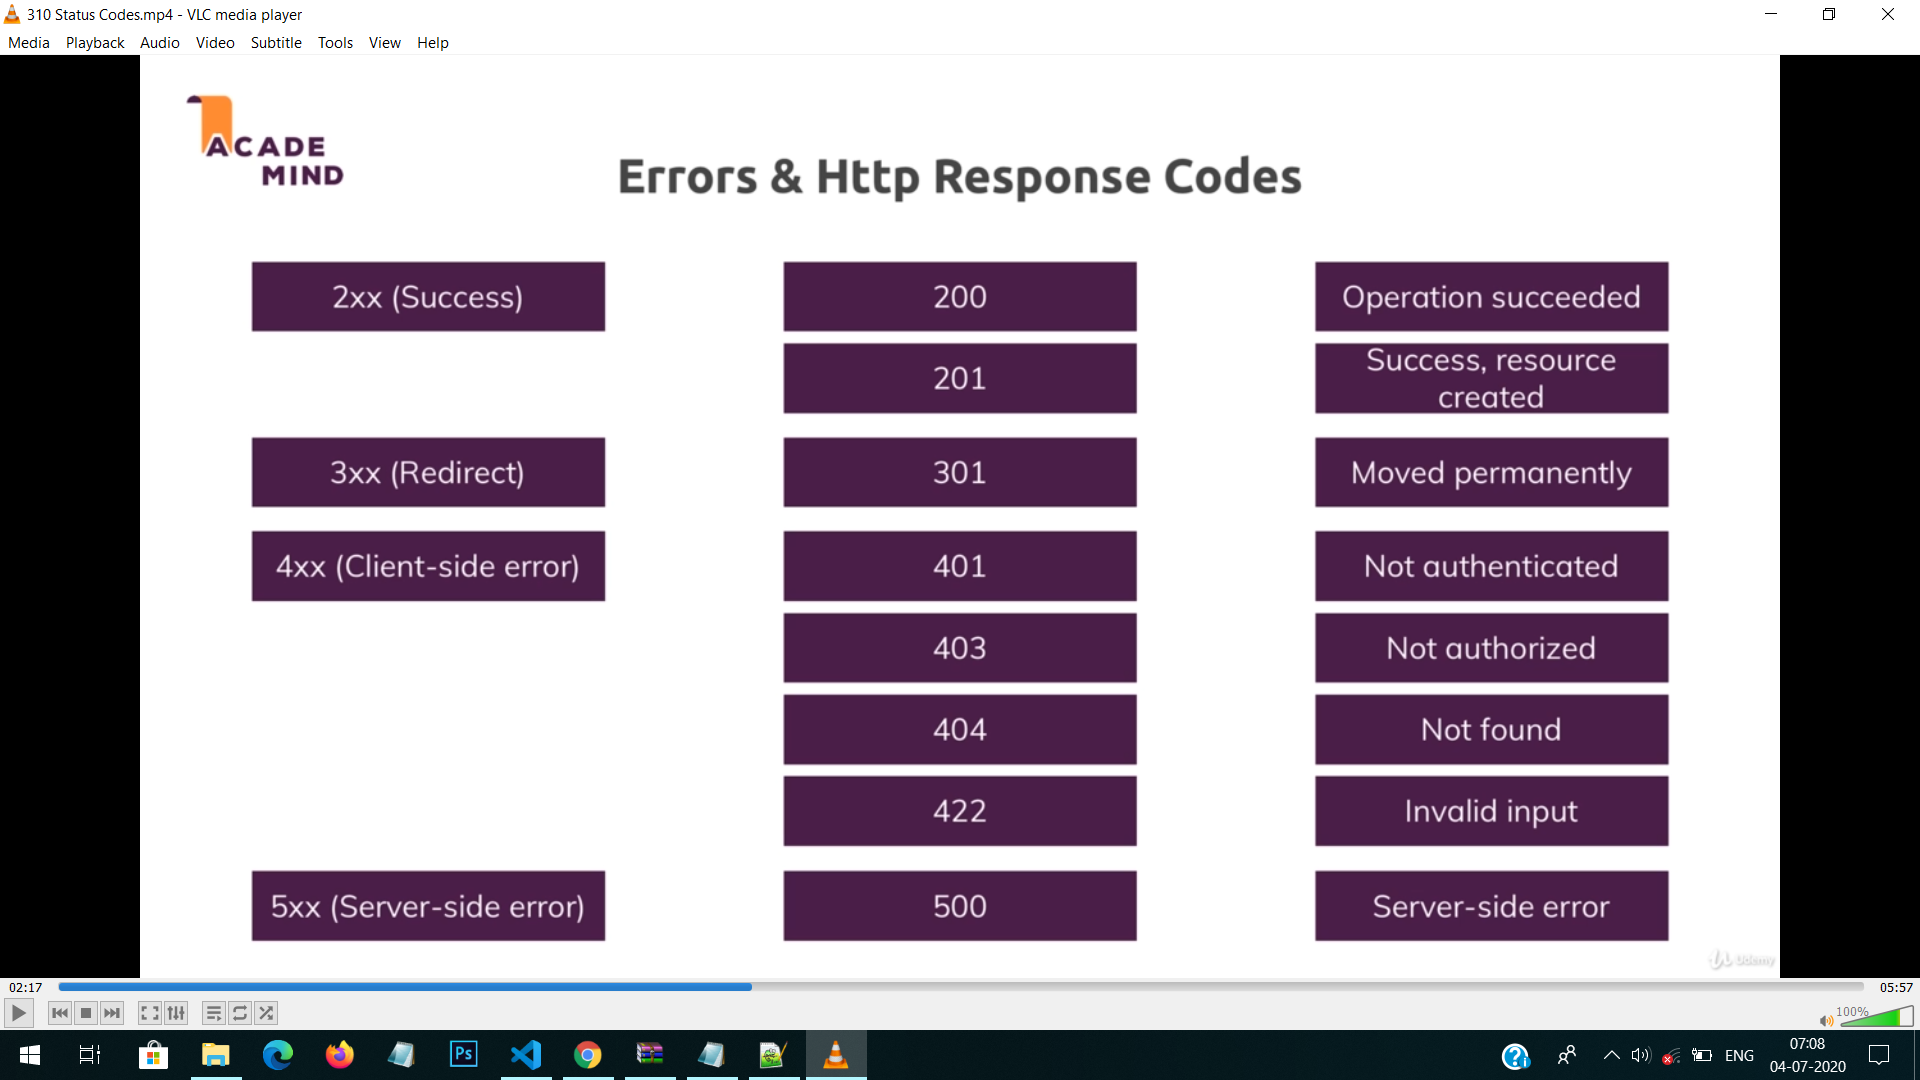 310 Status Codes.mp4 - VLC media player
Media Playback Audio Video Subtitle Tools View Help
ACADE
MIND
Errors & Http Response Codes
2xx (Success) 200 Operation succeeded
201 Success, resource
created
3xx (Redirect) 301 Moved permanently
4xx (Client-side error) 401 Not authenticated
403 Not authorized
404 Not found
422 Invalid input
5xx (Server-side error) 500 Server-side error
Udemy
02:17 05:57
100%
Ps
ENG
07:08
04-07-2020